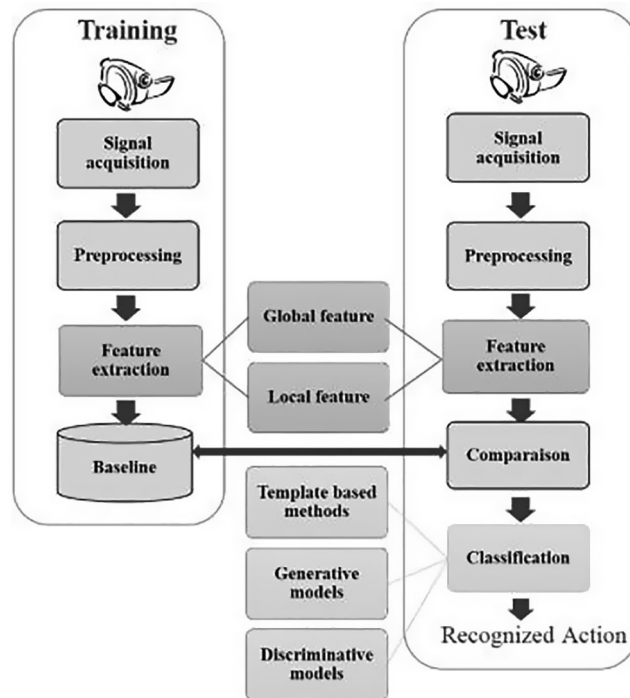 Training
Signal
acquisition
Preprocessing
Feature
extraction
Baseline
Global feature
Local feature
Template based
methods
Generative
models
Discriminative
models
Test
Signal
acquisition
Preprocessing
Feature
extraction
Comparaison
Classification
Recognized Action